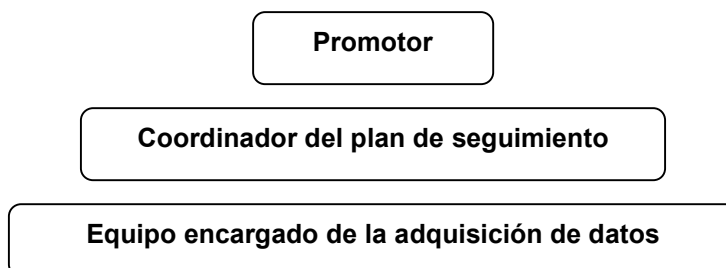 Promotor
Coordinador del plan de seguimiento
Equipo encargado de la adquisición de datos